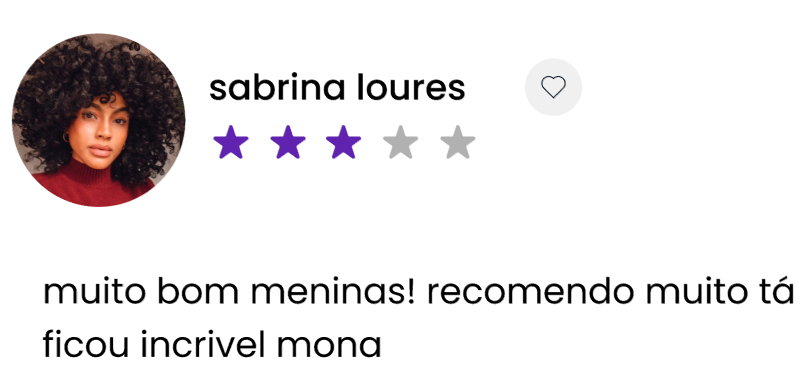 sabrina loures
muito bom meninas! recomendo muito tá
ficou incrivel mona